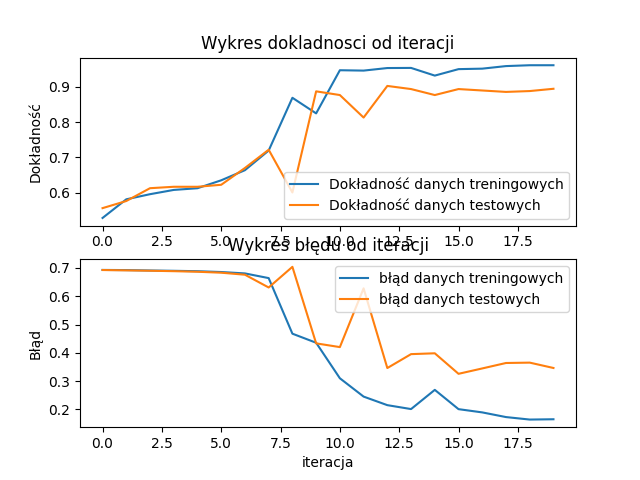 Wykres dokladnosci od iteracji
Dokładność
0.9
0.8
0.7
0.6
Dokładność danych treningowych
Dokładność danych testowych
0.0 2.5 5.0 7.5 10.0 12.5 15.0 17.5
Wykres błędu od iteracji
Błąd
0.7
0.6
0.5
0.4
0.3
0.2
błąd danych treningowych
błąd danych testowych
0.0 2.5 5.0 7.5 10.0 12.5 15.0 17.5
iteracja